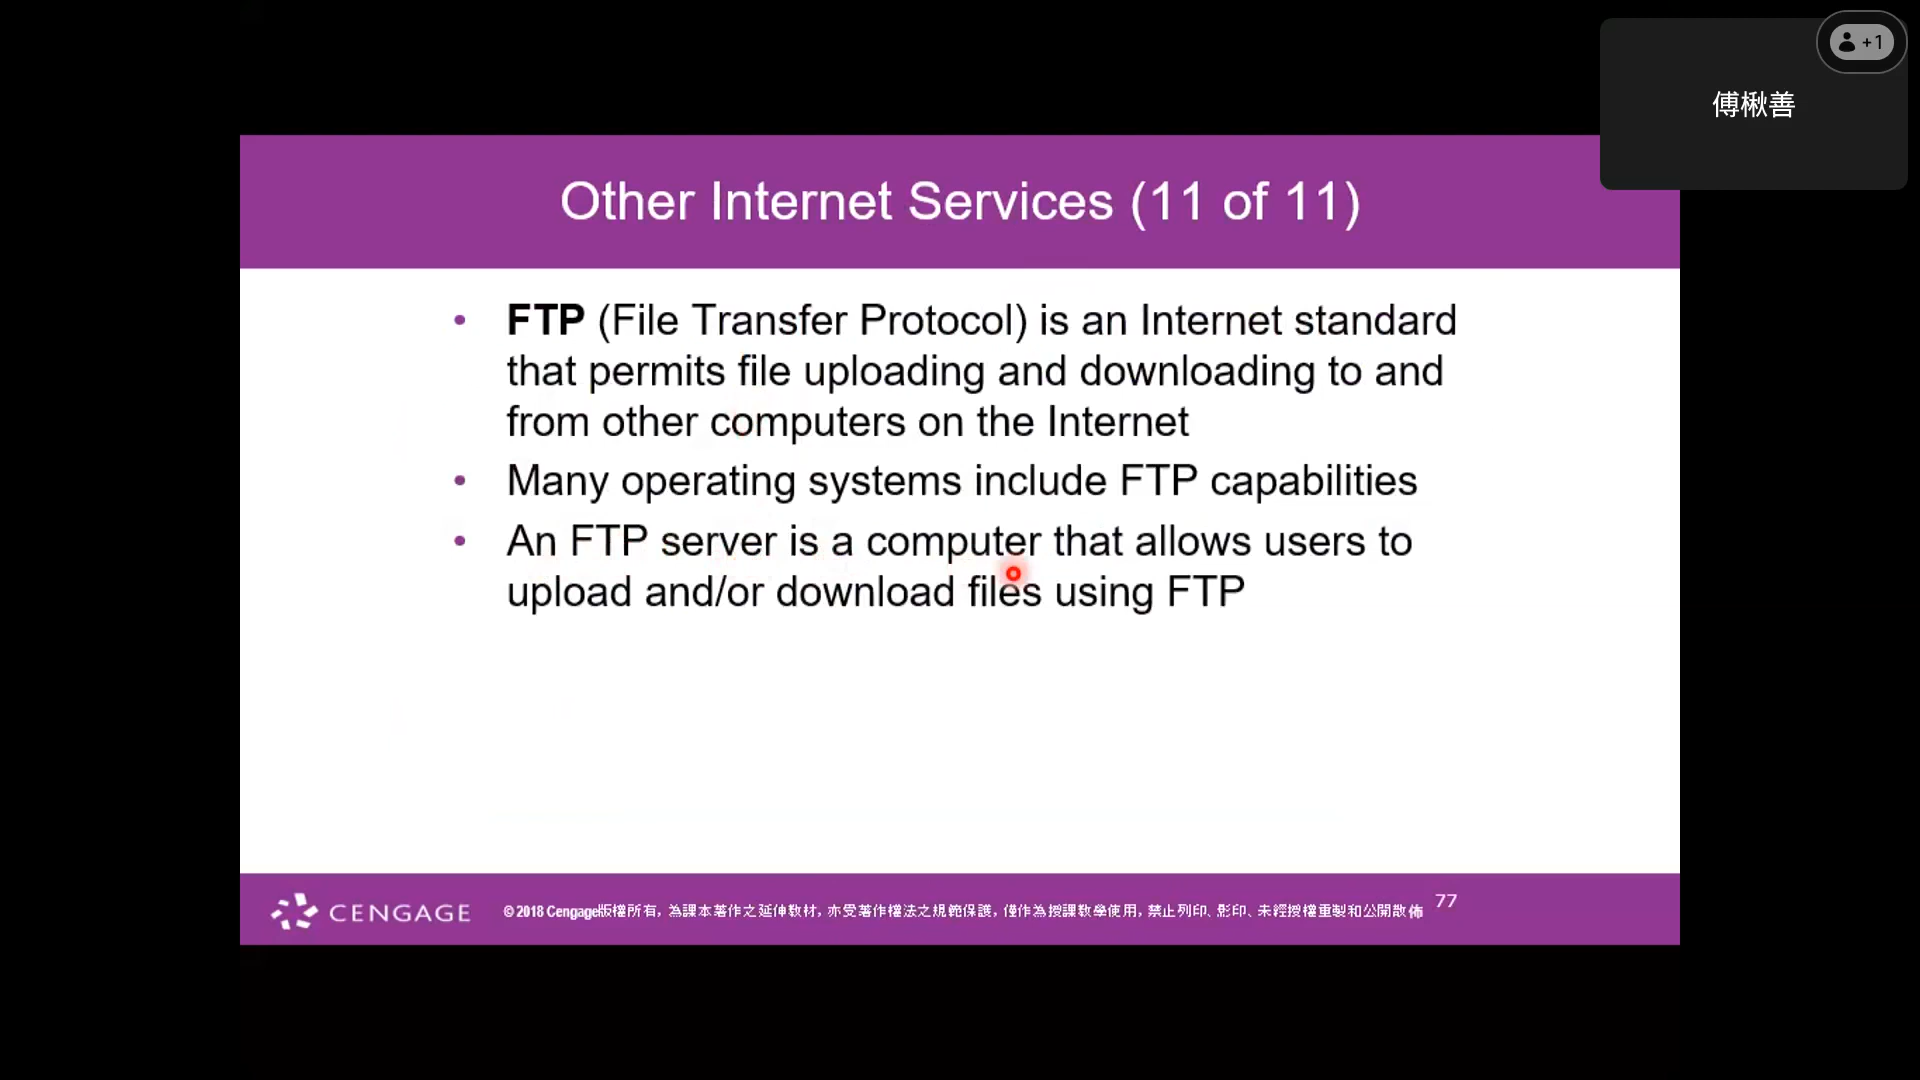 +1
傅楸善
Other Internet Services (11 of 11)
• FTP (File Transfer Protocol) is an Internet standard
that permits file uploading and downloading to and
from other computers on the Internet
• Many operating systems include FTP capabilities
• An FTP server is a computer that allows users to
upload and/or download files using FTP
CENGAGE
© 2018 Cengage版權所有, 為課本著作之延伸教材, 亦受著作權法之規範保護, 僅作為授課教學使用, 禁止列印、影印、未經授權重製和公開散佈
77